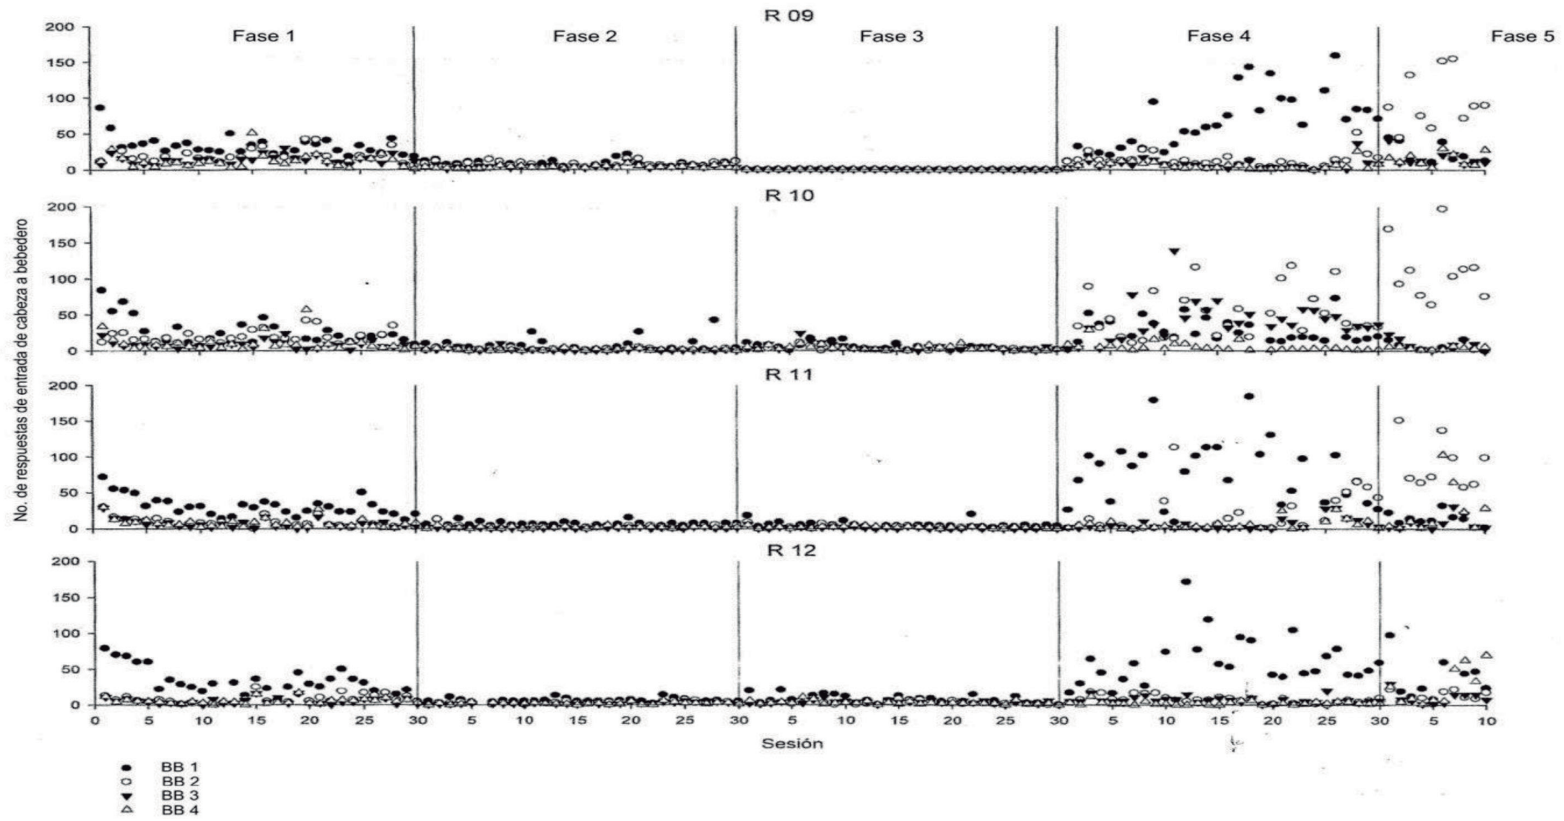 R 09
Fase 1 Fase 2 Fase 3 Fase 4 Fase 5
200
150
100
50
0
R 10
200
150
100
50
0
R 11
200
150
100
50
0
R 12
200
150
100
50
0
0 5 10 15 20 25 30 5 10 15 20 25 30 5 10 15 20 25 30 5 10 15 20 25 30 5 10
No. de respuestas de entrada de cabeza a bebedero
Sesión
BB 1
BB 2
BB 3
BB 4